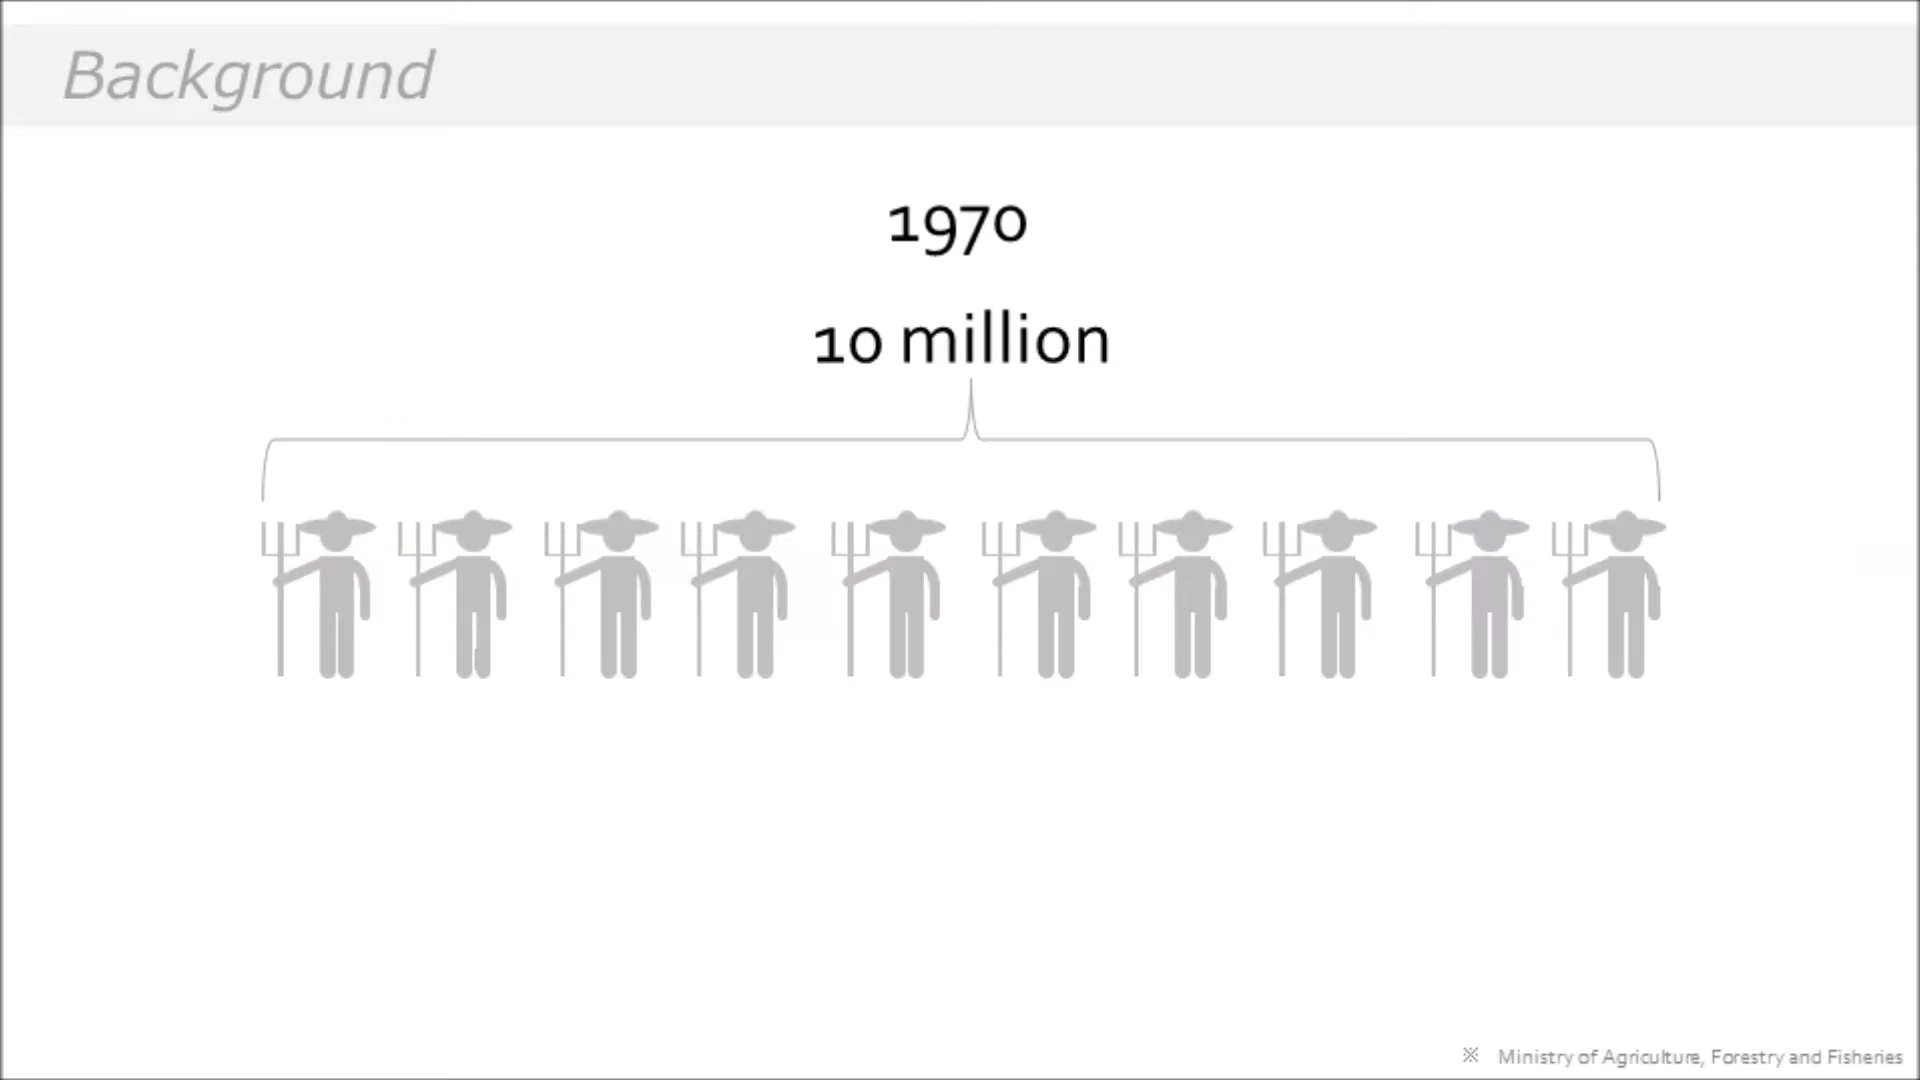 Background
1970
10 million
※ Ministry of Agriculture, Forestry and Fisheries